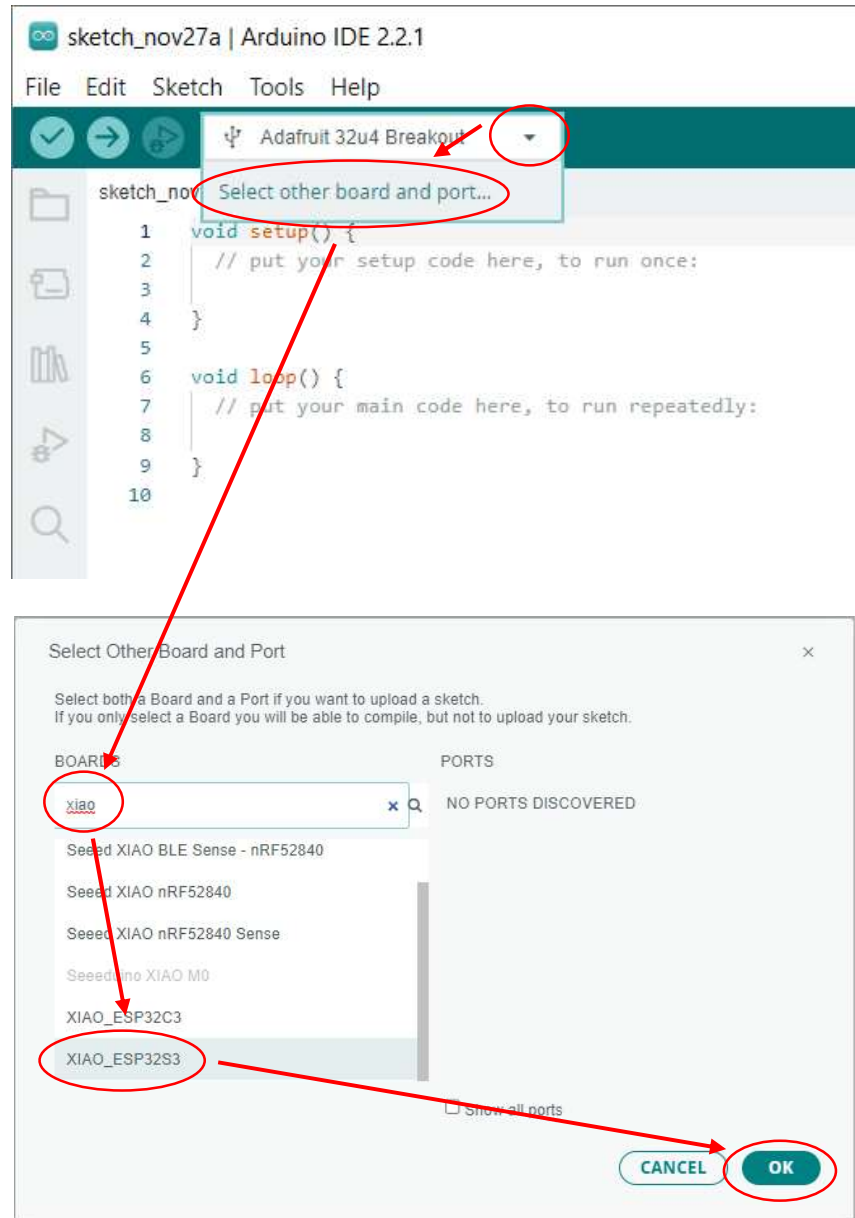 sketch_nov27a | Arduino IDE 2.2.1
File Edit Sketch Tools Help
Adafruit 32u4 Breakout
sketch_nov
Select other board and port...
1 void setup() {
2 // put your setup code here, to run once:
3
4 }
5
6 void loop() {
7 // put your main code here, to run repeatedly:
8
9 }
10
Select Other Board and Port
Select both a Board and a Port if you want to upload a sketch.
If you only select a Board you will be able to compile, but not to upload your sketch.
BOARDS PORTS
xiao NO PORTS DISCOVERED
Seeed XIAO BLE Sense - nRF52840
Seeed XIAO nRF52840
Seeed XIAO nRF52840 Sense
Seeeduino XIAO M0
XIAO_ESP32C3
XIAO_ESP32S3
Show all ports
CANCEL OK